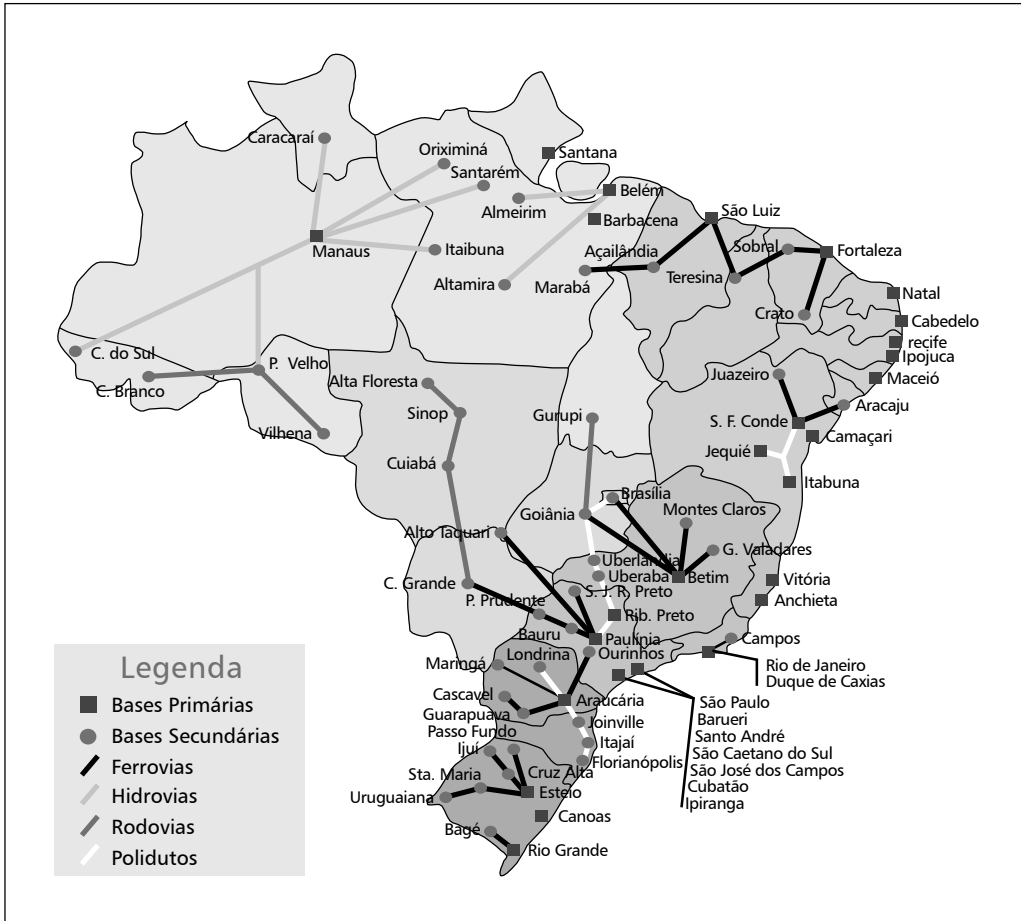 Caracaraí
Oriximiná
Santarém
Santana
Almeirim
Belém
Barbacena
São Luiz
Manaus
Itaibuna
Açailândia
Sobral
Fortaleza
Altamira
Marabá
Teresina
Natal
Crato
Cabedelo
recife
Ipojuca
C. do Sul
P. Velho
C. Branco
Alta Floresta
Juazeiro
Maceió
Sinop
Gurupi
Aracaju
S. F. Conde
Vilhena
Camaçari
Jequié
Cuiabá
Itabuna
Brasília
Goiânia
Montes Claros
Alto Taquari
G. Valadares
Uberlândia
C. Grande
Uberaba
Betim
Vitória
S. J. R. Preto
P. Prudente
Anchieta
Rib. Preto
Bauru
Paulínia
Campos
Londrina
Ourinhos
Maringá
Rio de Janeiro
Duque de Caxias
Cascavel
Araucária
São Paulo
Guarapuava
Barueri
Joinville
Passo Fundo
Santo André
Ijuí
Itajaí
São Caetano do Sul
Florianópolis
Sta. Maria
Cruz Alta
São José dos Campos
Cubatão
Uruguaiana
Esteio
Ipiranga
Canoas
Bagé
Rio Grande
Legenda
Bases Primárias
Bases Secundárias
Ferrovias
Hidrovias
Rodovias
Polidutos